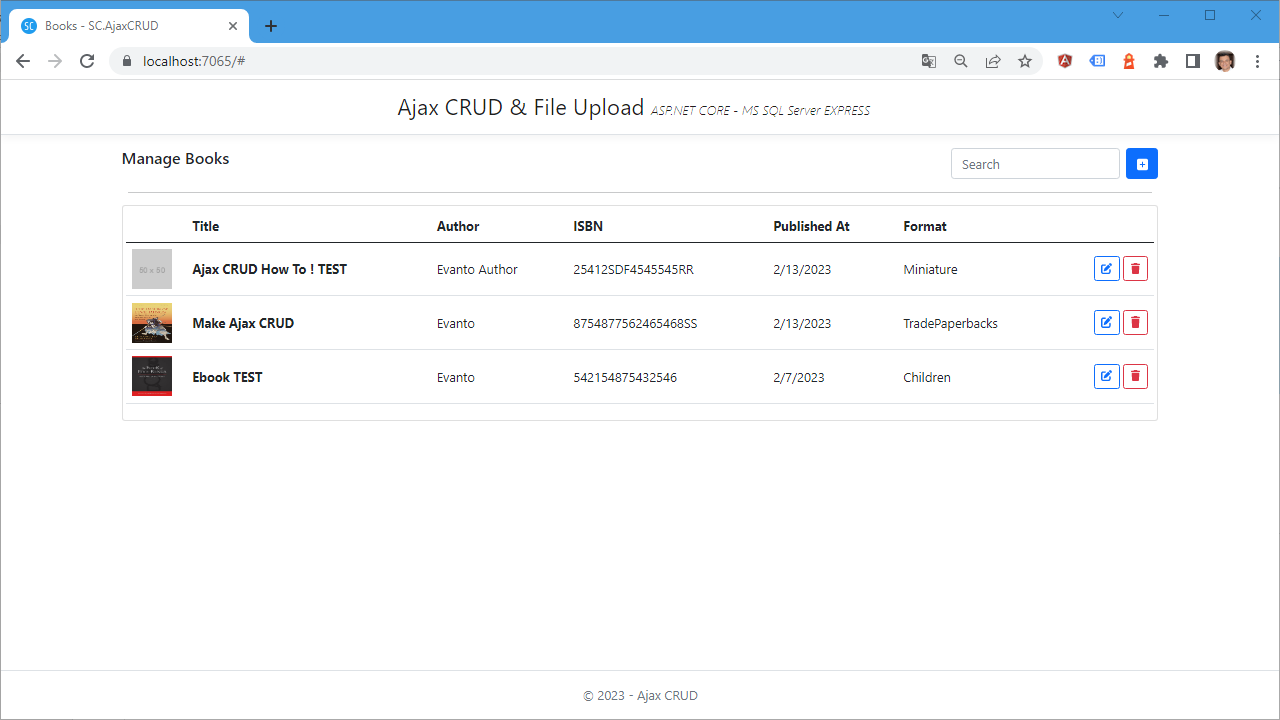 SC Books - SC.AjaxCRUD
localhost:7065/#
Ajax CRUD & File Upload ASP.NET CORE - MS SQL Server EXPRESS
Manage Books
Search
Title Author ISBN Published At Format
50 x 50 Ajax CRUD How To ! TEST Evanto Author 25412SDF4545545RR 2/13/2023 Miniature
Make Ajax CRUD Evanto 8754877562465468SS 2/13/2023 TradePaperbacks
Ebook TEST Evanto 542154875432546 2/7/2023 Children
© 2023 - Ajax CRUD